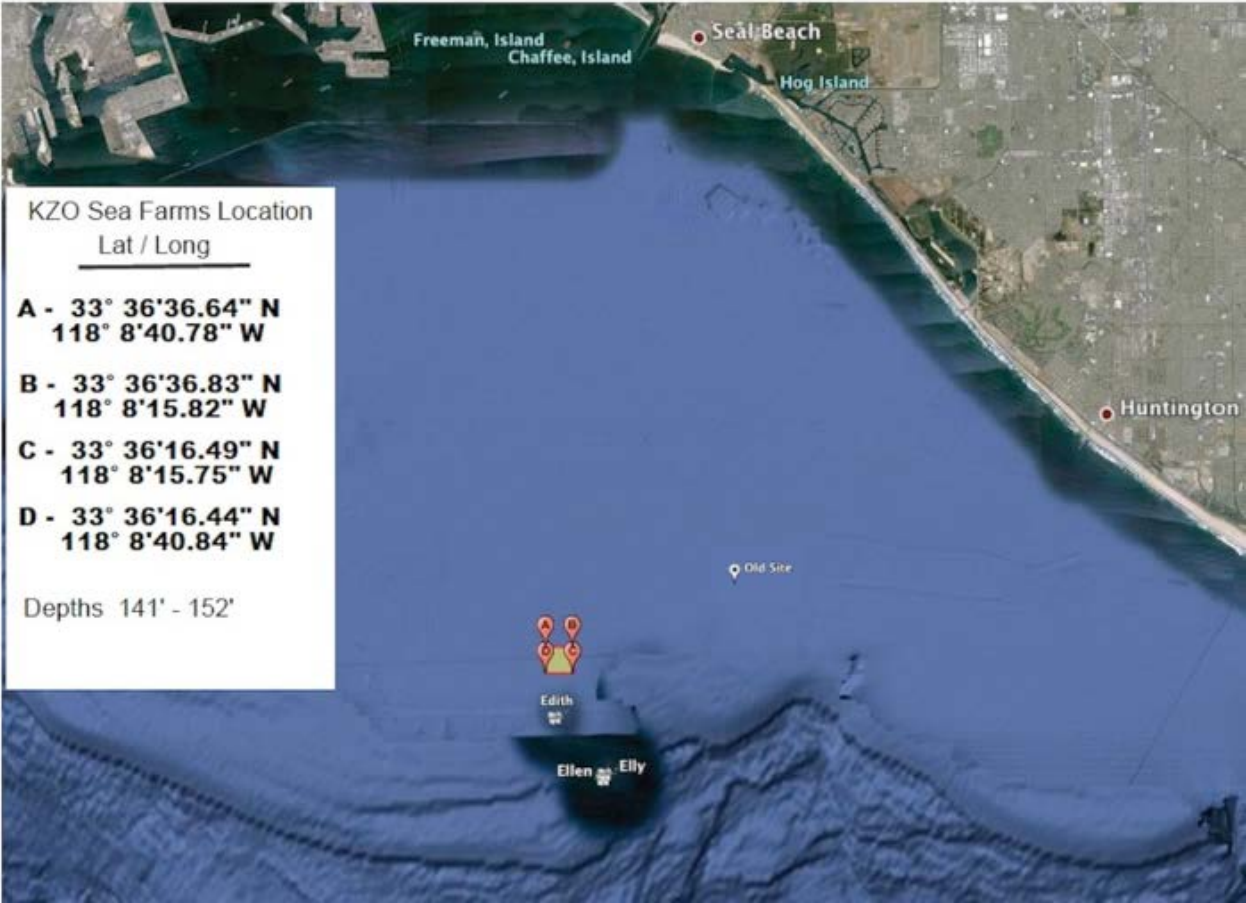 Freeman, Island
Chaffee, Island
Seal Beach
Hog Island
KZO Sea Farms Location
Lat / Long
A - 33° 36'36.64" N
118° 8'40.78" W
B - 33° 36'36.83" N
118° 8'15.82" W
C - 33° 36'16.49" N
118° 8'15.75" W
D - 33° 36'16.44" N
118° 8'40.84" W
Depths 141' - 152'
Huntington
Old Site
A B
D C
Edith
Ellen Elly